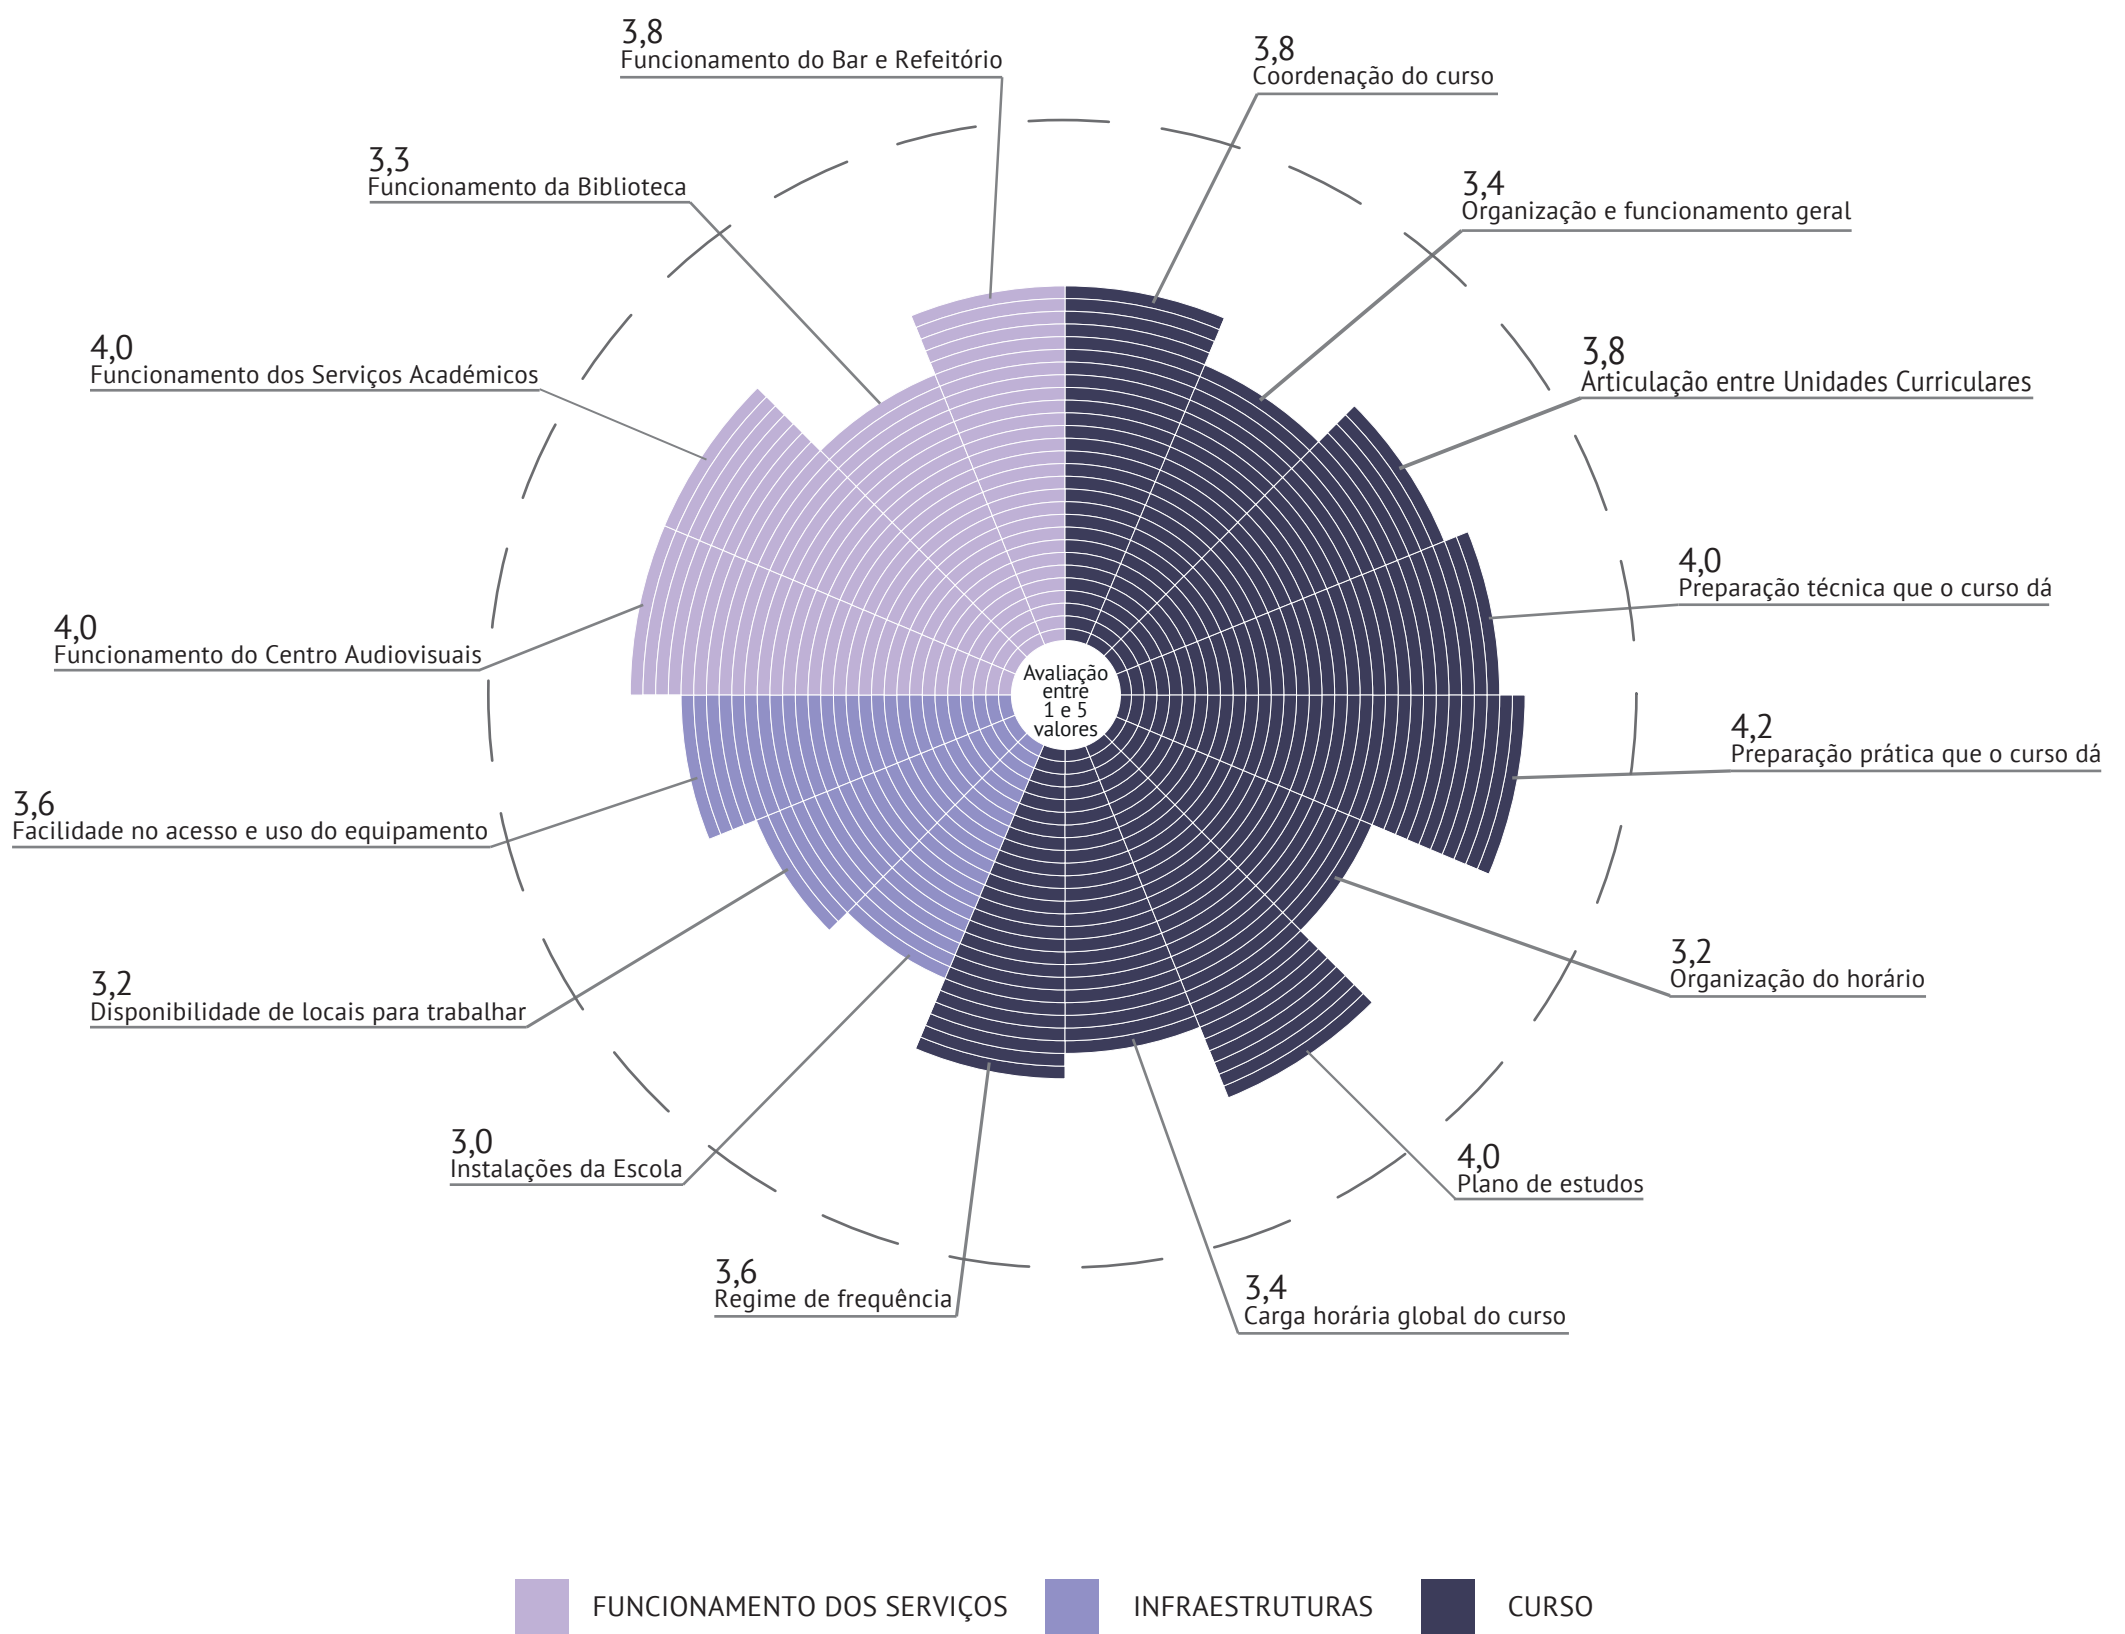 3,8
Funcionamento do Bar e Refeitório
3,8
Coordenação do curso
3,3
Funcionamento da Biblioteca
3,4
Organização e funcionamento geral
4,0
Funcionamento dos Serviços Académicos
3,8
Articulação entre Unidades Curriculares
4,0
Preparação técnica que o curso dá
4,0
Funcionamento do Centro Audiovisuais
Avaliação
entre
1 e 5
valores
4,2
Preparação prática que o curso dá
3,6
Facilidade no acesso e uso do equipamento
3,2
Organização do horário
3,2
Disponibilidade de locais para trabalhar
3,0
Instalações da Escola
4,0
Plano de estudos
3,6
Regime de frequência
3,4
Carga horária global do curso
FUNCIONAMENTO DOS SERVIÇOS
INFRAESTRUTURAS
CURSO